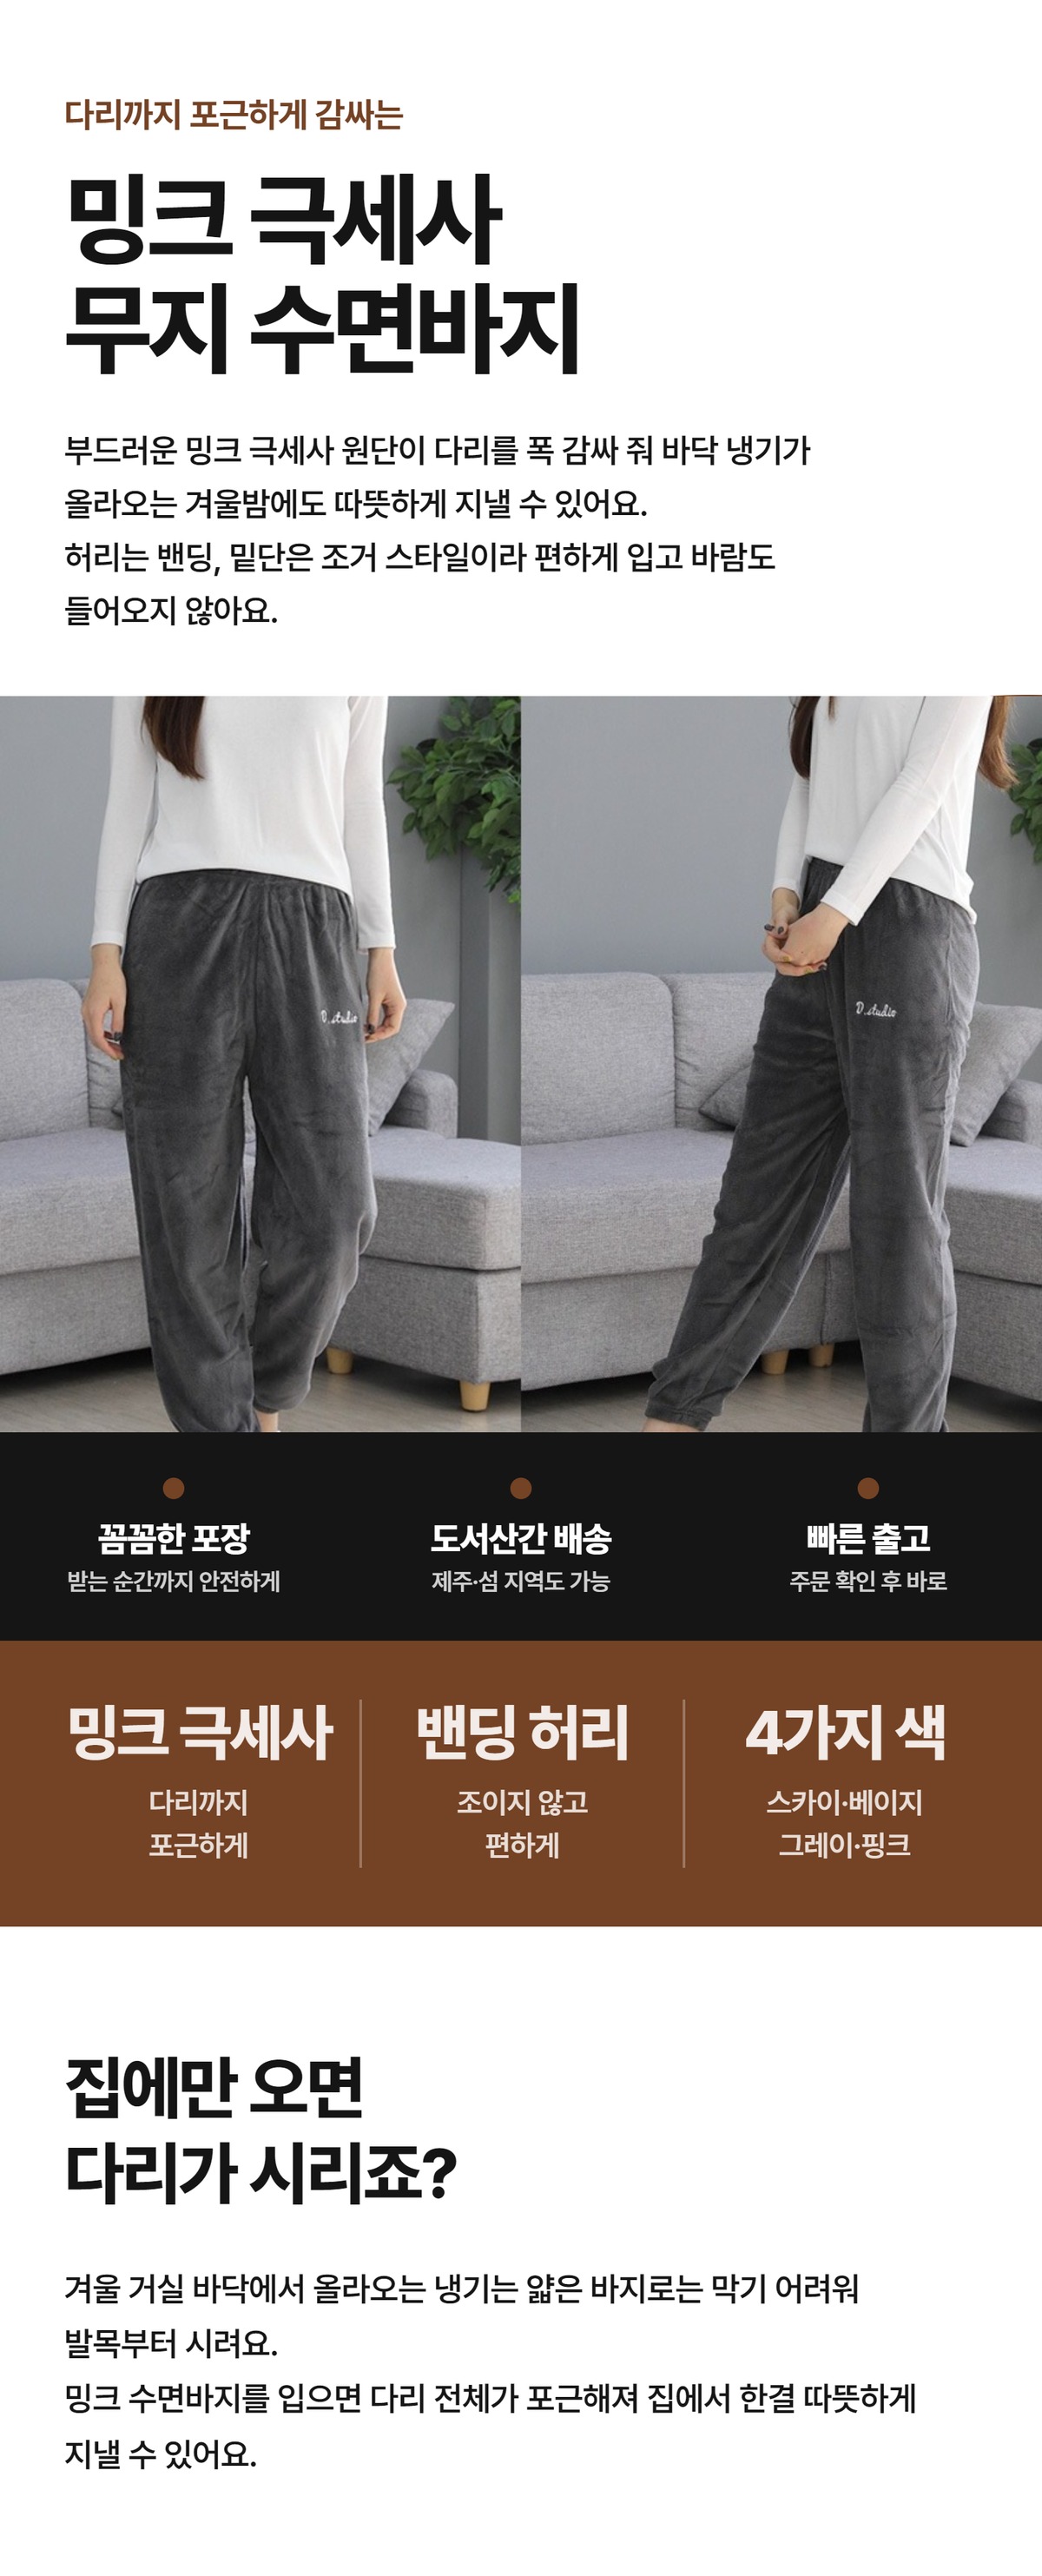 다리까지 포근하게 감싸는
밍크 극세사
무지 수면바지
부드러운 밍크 극세사 원단이 다리를 폭 감싸 줘 바닥 냉기가
올라오는 겨울밤에도 따뜻하게 지낼 수 있어요.
허리는 밴딩, 밑단은 조거 스타일이라 편하게 입고 바람도
들어오지 않아요.
D.studio
D.studio
꼼꼼한 포장
받는 순간까지 안전하게
도서산간 배송
제주·섬 지역도 가능
빠른 출고
주문 확인 후 바로
밍크 극세사
다리까지
포근하게
밴딩 허리
조이지 않고
편하게
4가지 색
스카이·베이지
그레이·핑크
집에만 오면
다리가 시리죠?
겨울 거실 바닥에서 올라오는 냉기는 얇은 바지로는 막기 어려워
발목부터 시려요.
밍크 수면바지를 입으면 다리 전체가 포근해져 집에서 한결 따뜻하게
지낼 수 있어요.